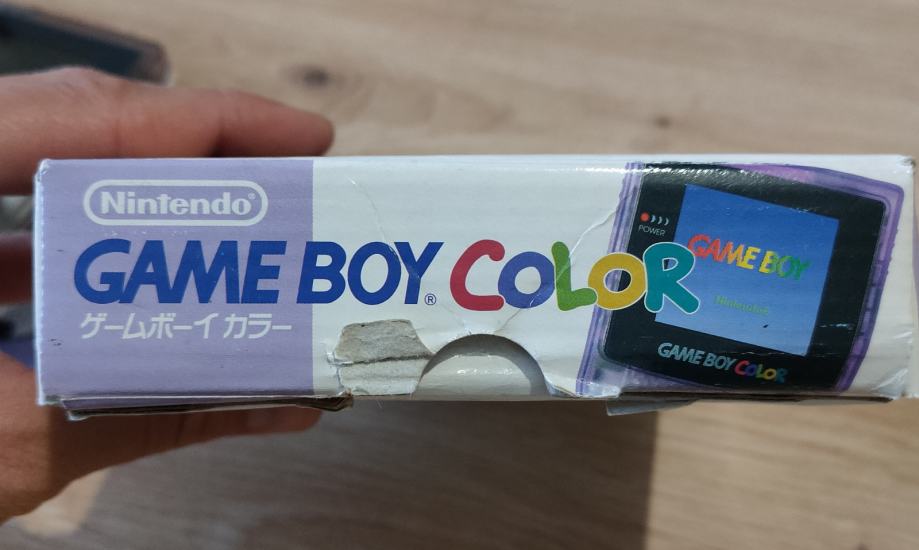 Nintendo®
GAME BOY® COLOR
ゲームボーイ カラー
POWER
GAME BOY
Nintendo®
GAME BOY COLOR